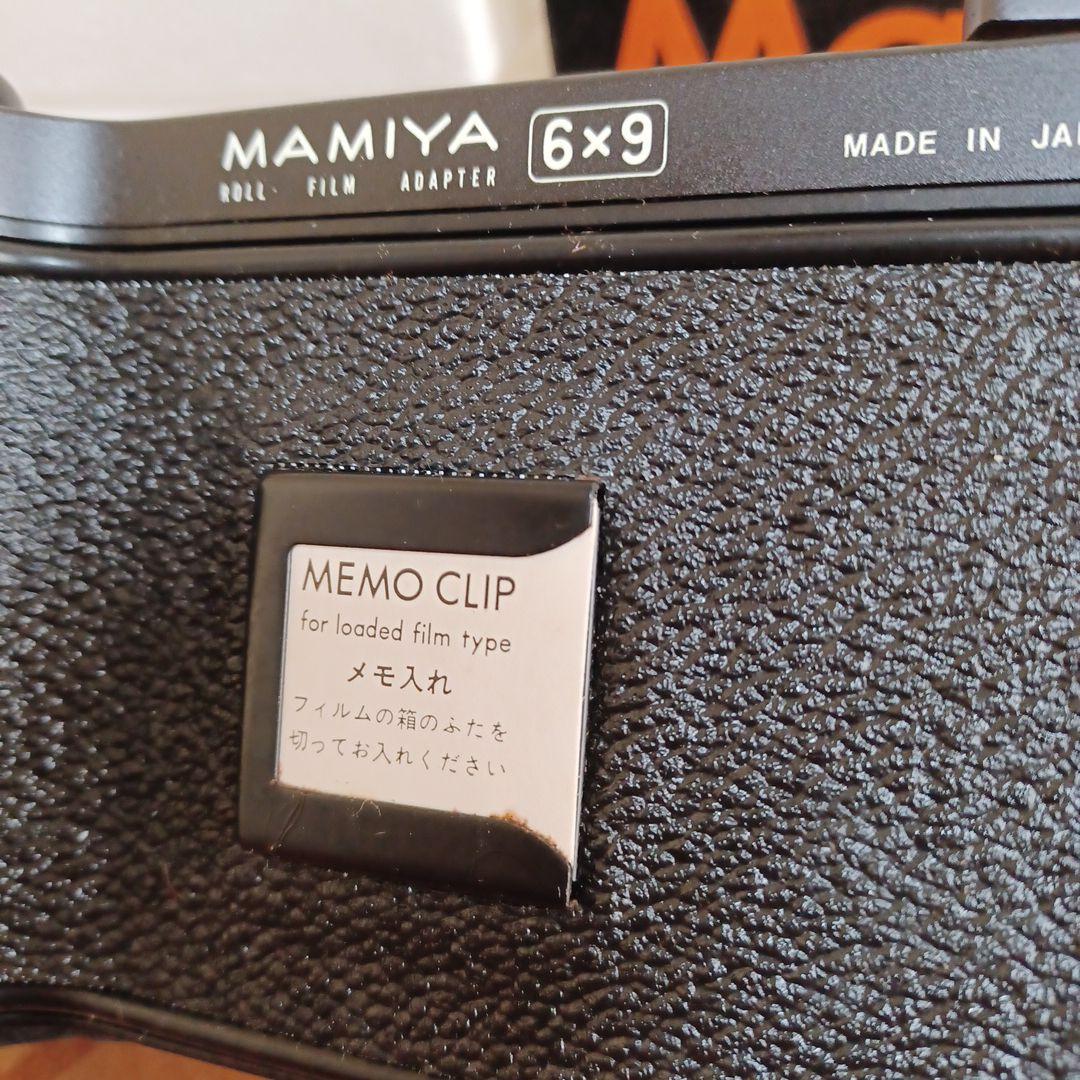 MAMIYA 6×9
ROLL FILM ADAPTER
MADE IN
MEMO CLIP
for loaded film type
メモ入れ
フィルムの箱のふたを
切ってお入れください